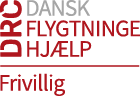 DRC DANSK
FLYGTNINGE
HJÆLP
Frivillig